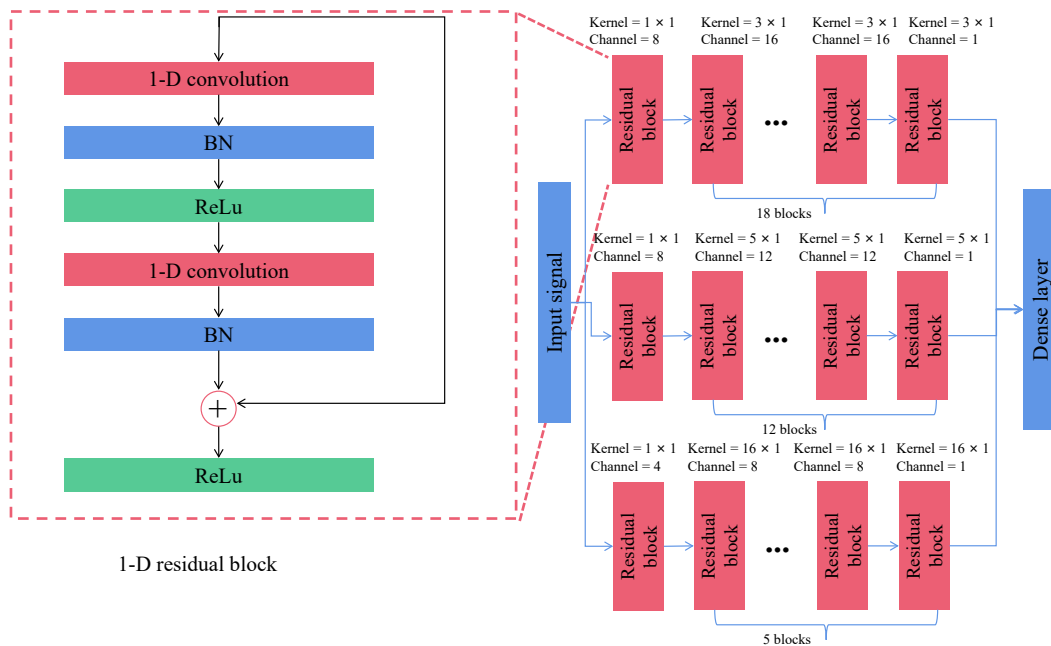 1-D convolution
BN
ReLu
1-D convolution
BN
+
ReLu
1-D residual block
Input signal
Kernel = 1 × 1
Channel = 8
Kernel = 3 × 1
Channel = 16
Kernel = 3 × 1
Channel = 16
Kernel = 3 × 1
Channel = 1
Residual
block
Residual
block
•••
Residual
block
Residual
block
18 blocks
Kernel = 1 × 1
Channel = 8
Kernel = 5 × 1
Channel = 12
Kernel = 5 × 1
Channel = 12
Kernel = 5 × 1
Channel = 1
Residual
block
Residual
block
•••
Residual
block
Residual
block
12 blocks
Kernel = 1 × 1
Channel = 4
Kernel = 16 × 1
Channel = 8
Kernel = 16 × 1
Channel = 8
Kernel = 16 × 1
Channel = 1
Residual
block
Residual
block
•••
Residual
block
Residual
block
5 blocks
Dense layer